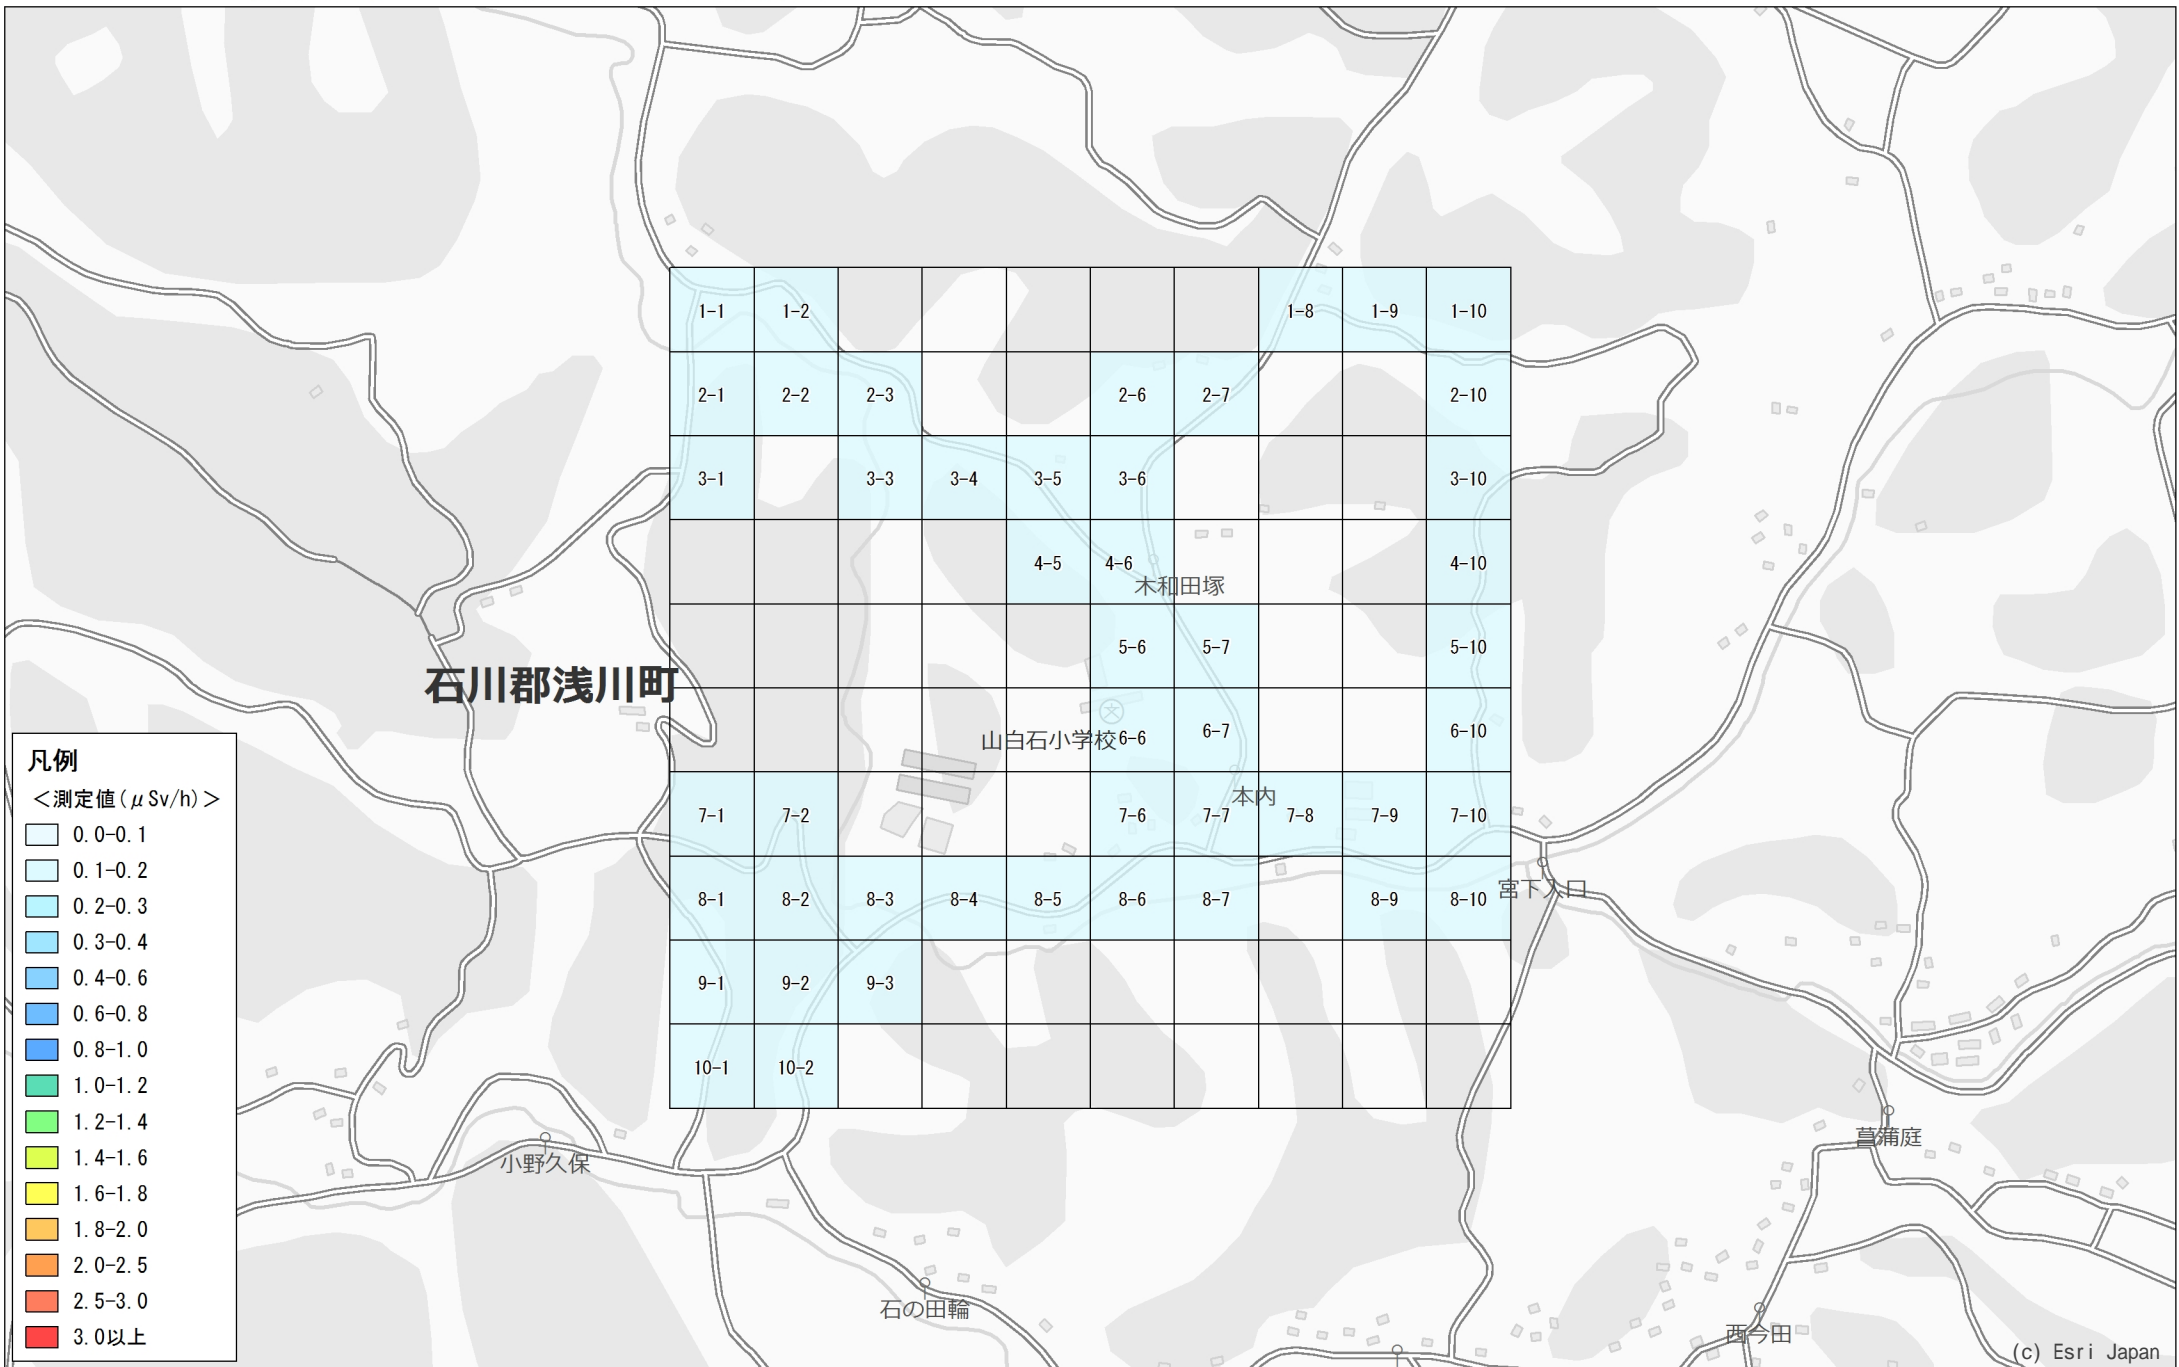 1-1 1-2 1-8 1-9 1-10
2-1 2-2 2-3 2-6 2-7 2-10
3-1 3-3 3-4 3-5 3-6 3-10
4-5 4-6 4-10
木和田塚
5-6 5-7 5-10
石川郡浅川町
山白石小学校 6-6 6-7 6-10
本内
7-1 7-2 7-6 7-7 7-8 7-9 7-10
8-1 8-2 8-3 8-4 8-5 8-6 8-7 8-9 8-10
宮下入口
9-1 9-2 9-3
10-1 10-2
小野久保
菖蒲庭
石の田輪
西今田
凡例
＜測定値(μSv/h)＞
0.0-0.1
0.1-0.2
0.2-0.3
0.3-0.4
0.4-0.6
0.6-0.8
0.8-1.0
1.0-1.2
1.2-1.4
1.4-1.6
1.6-1.8
1.8-2.0
2.0-2.5
2.5-3.0
3.0以上
(c) Esri Japan